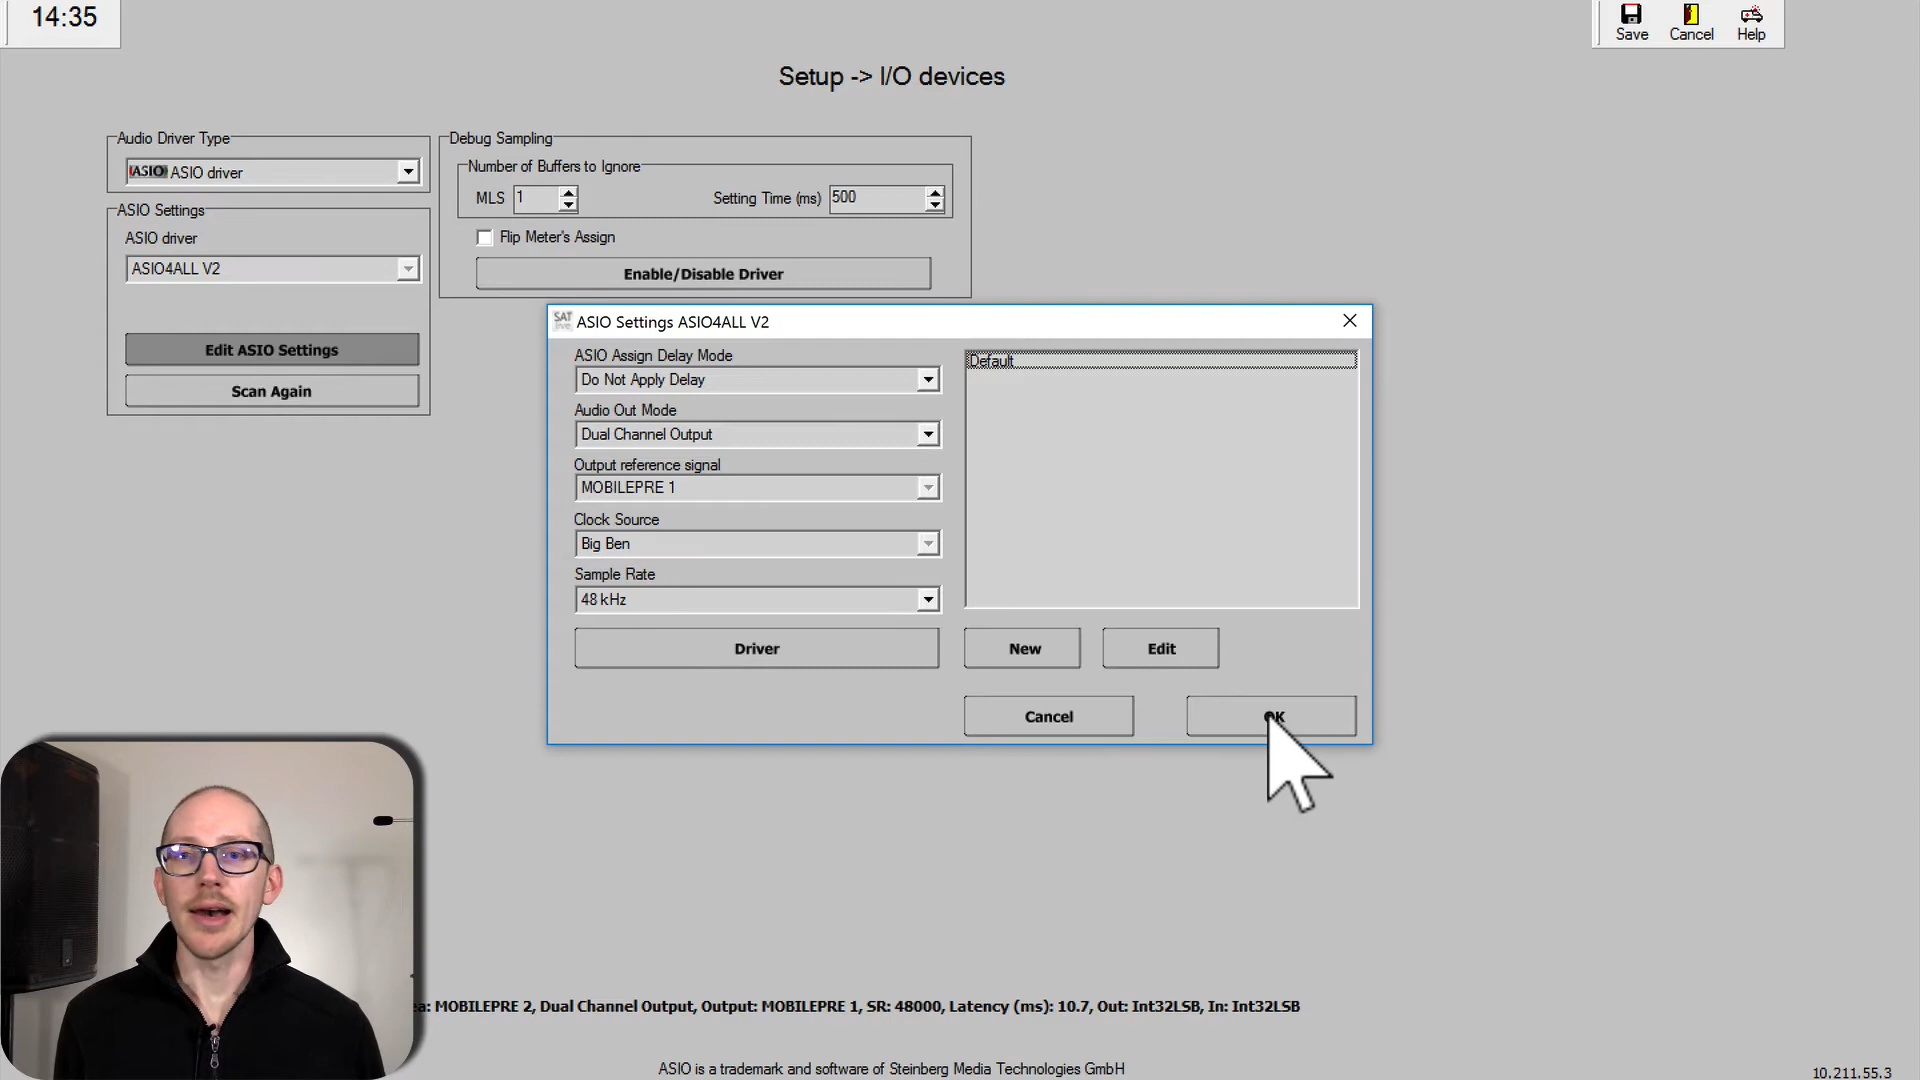 14:35
Save
Cancel
Help
Setup -> I/O devices
Audio Driver Type
ASIO ASIO driver
ASIO Settings
ASIO driver
ASIO4ALL V2
Edit ASIO Settings
Scan Again
Debug Sampling
Number of Buffers to Ignore
MLS 1
Setting Time (ms) 500
Flip Meter's Assign
Enable/Disable Driver
SAT live ASIO Settings ASIO4ALL V2
ASIO Assign Delay Mode
Do Not Apply Delay
Audio Out Mode
Dual Channel Output
Output reference signal
MOBILEPRE 1
Clock Source
Big Ben
Sample Rate
48 kHz
Driver
Default
New
Edit
Cancel
OK
MOBILEPRE 2, Dual Channel Output, Output: MOBILEPRE 1, SR: 48000, Latency (ms): 10.7, Out: Int32LSB, In: Int32LSB
ASIO is a trademark and software of Steinberg Media Technologies GmbH
10.211.55.3